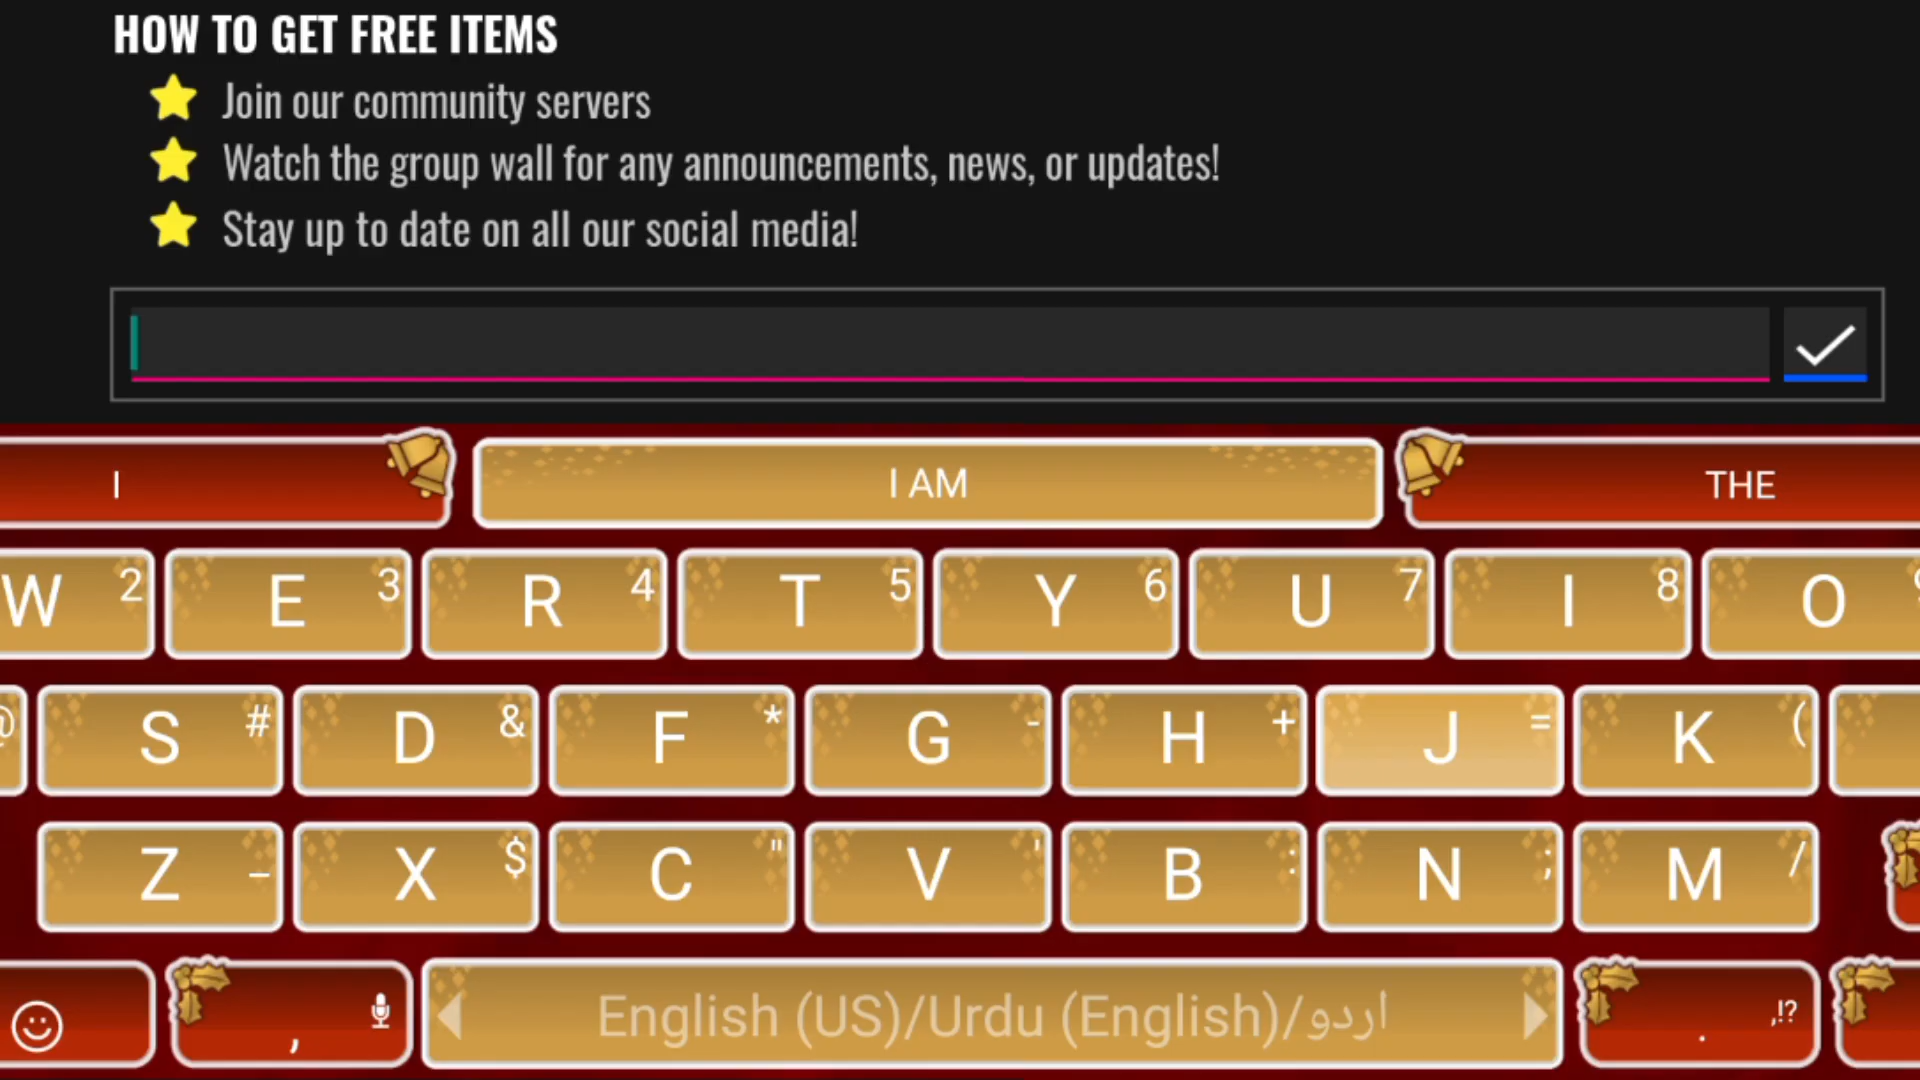 HOW TO GET FREE ITEMS
Join our community servers
Watch the group wall for any announcements, news, or updates!
Stay up to date on all our social media!
I I AM THE
W 2 E 3 R 4 T 5 Y 6 U 7 I 8 O
@ S # D & F * G - H + J = K (
Z _ X $ C " V ' B : N ; M /
, English (US)/Urdu (English)/اردو . ,!?